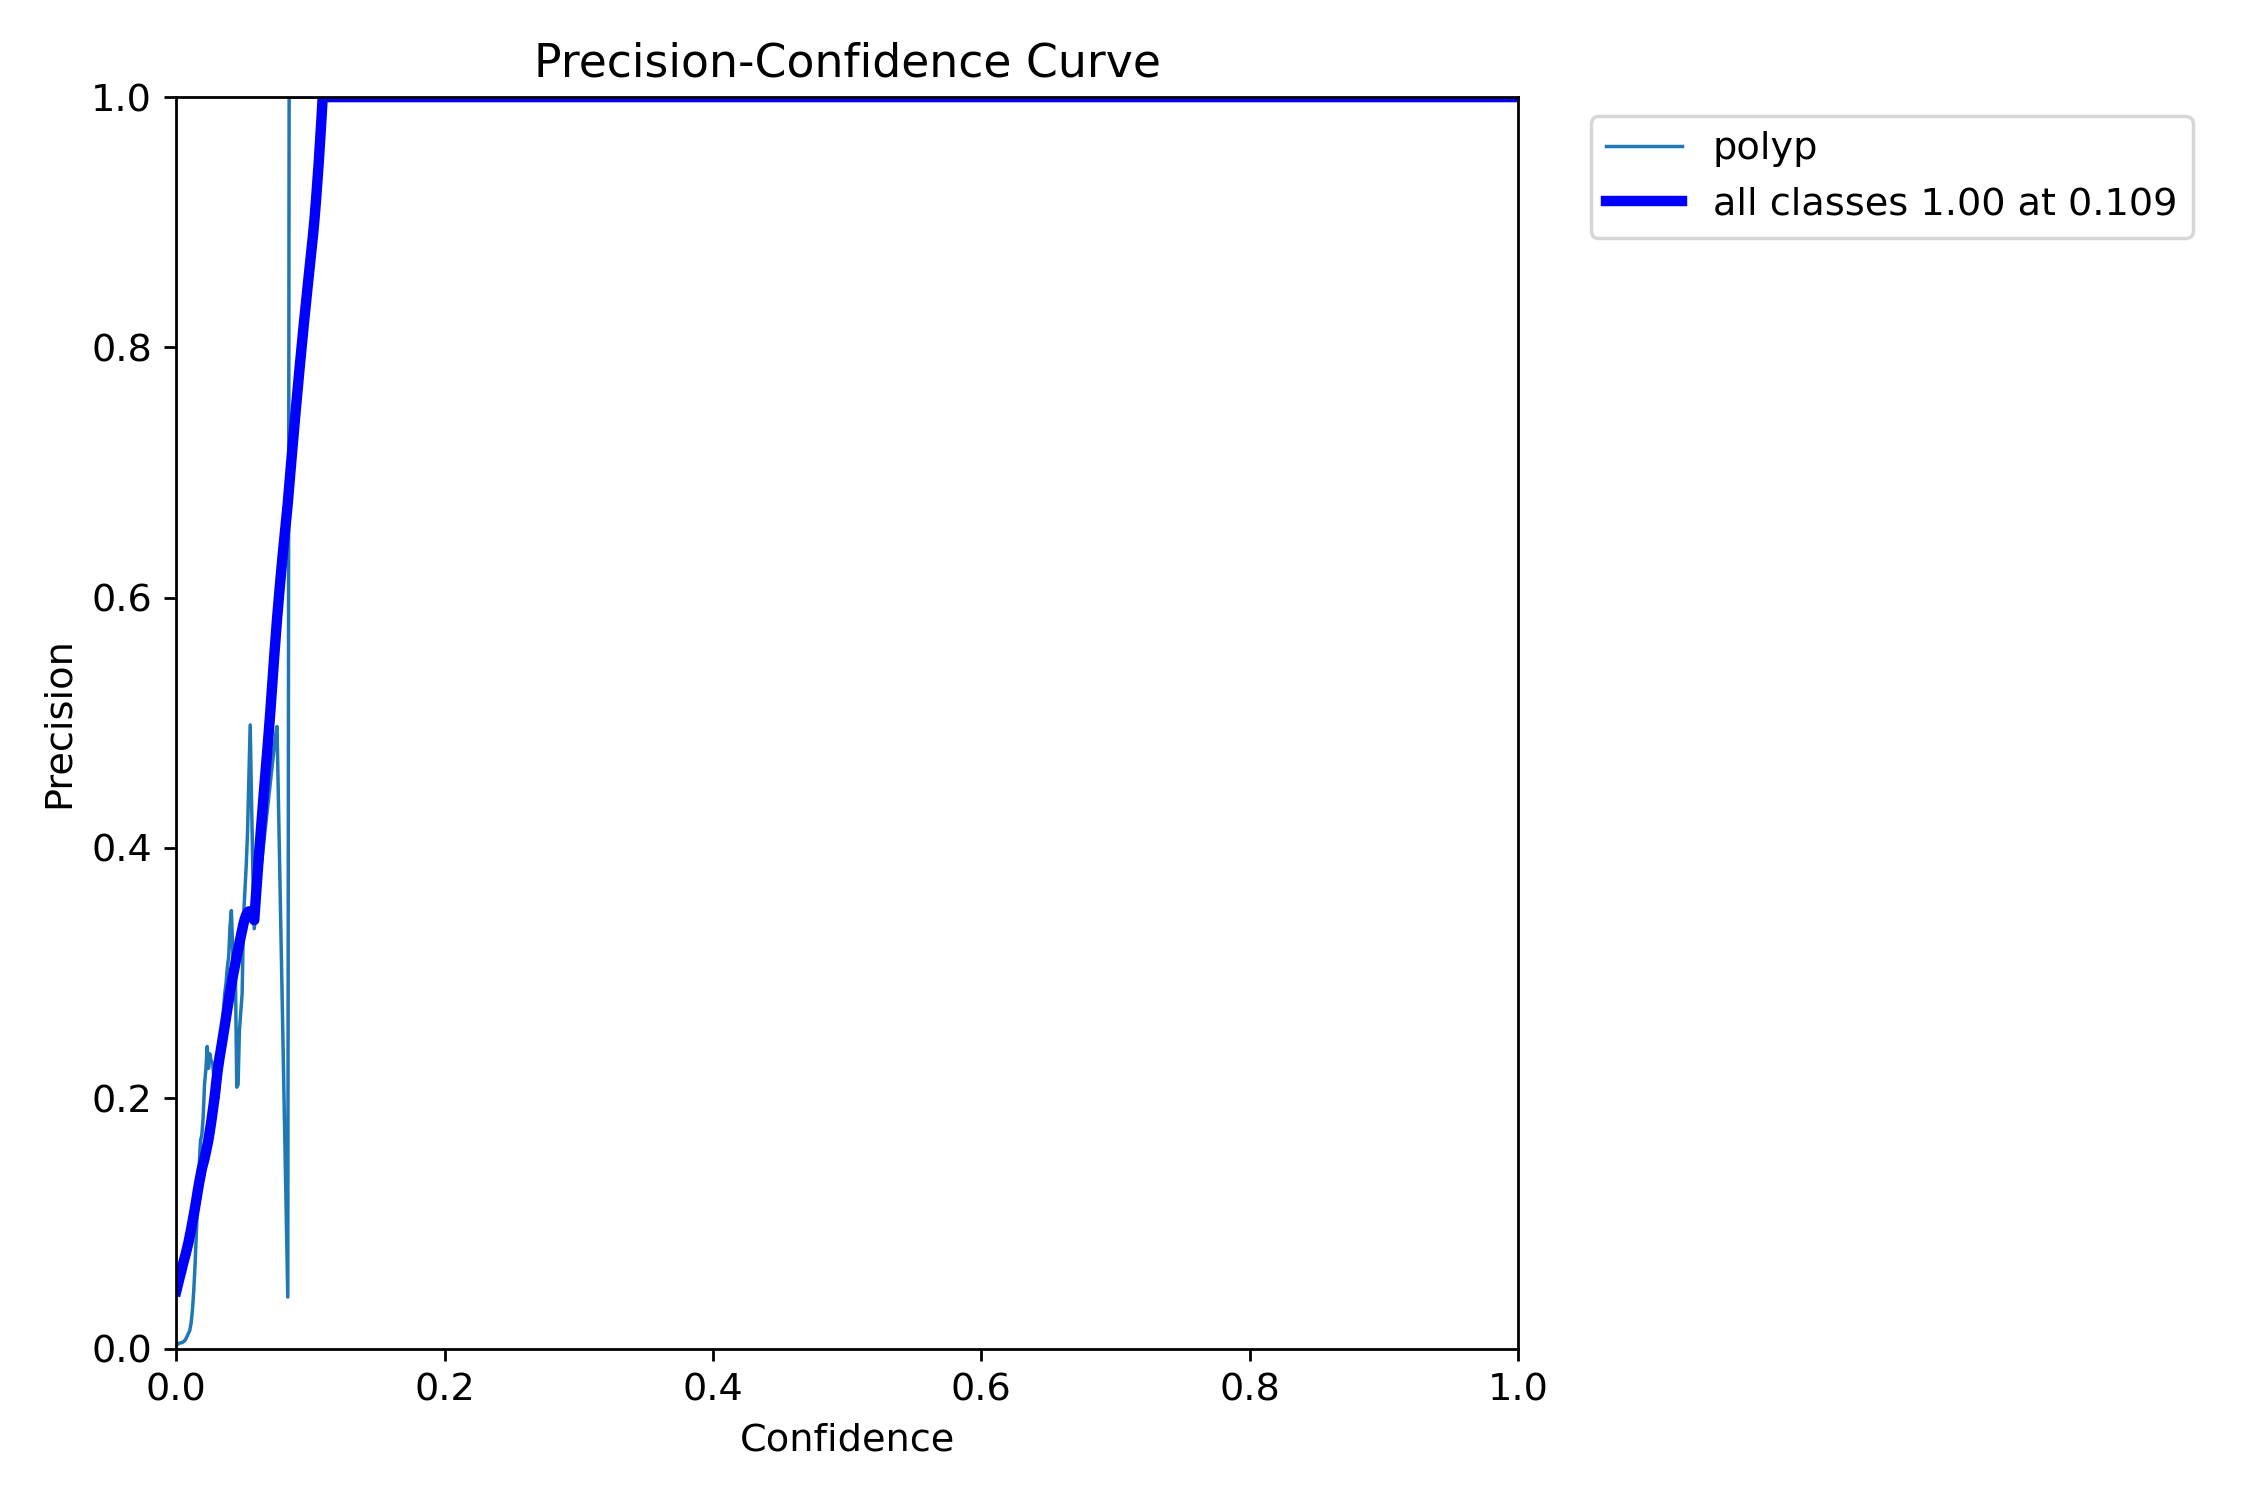 Precision-Confidence Curve
1.0
0.8
0.6
0.4
0.2
0.0
Precision
0.0 0.2 0.4 0.6 0.8 1.0
Confidence
polyp
all classes 1.00 at 0.109